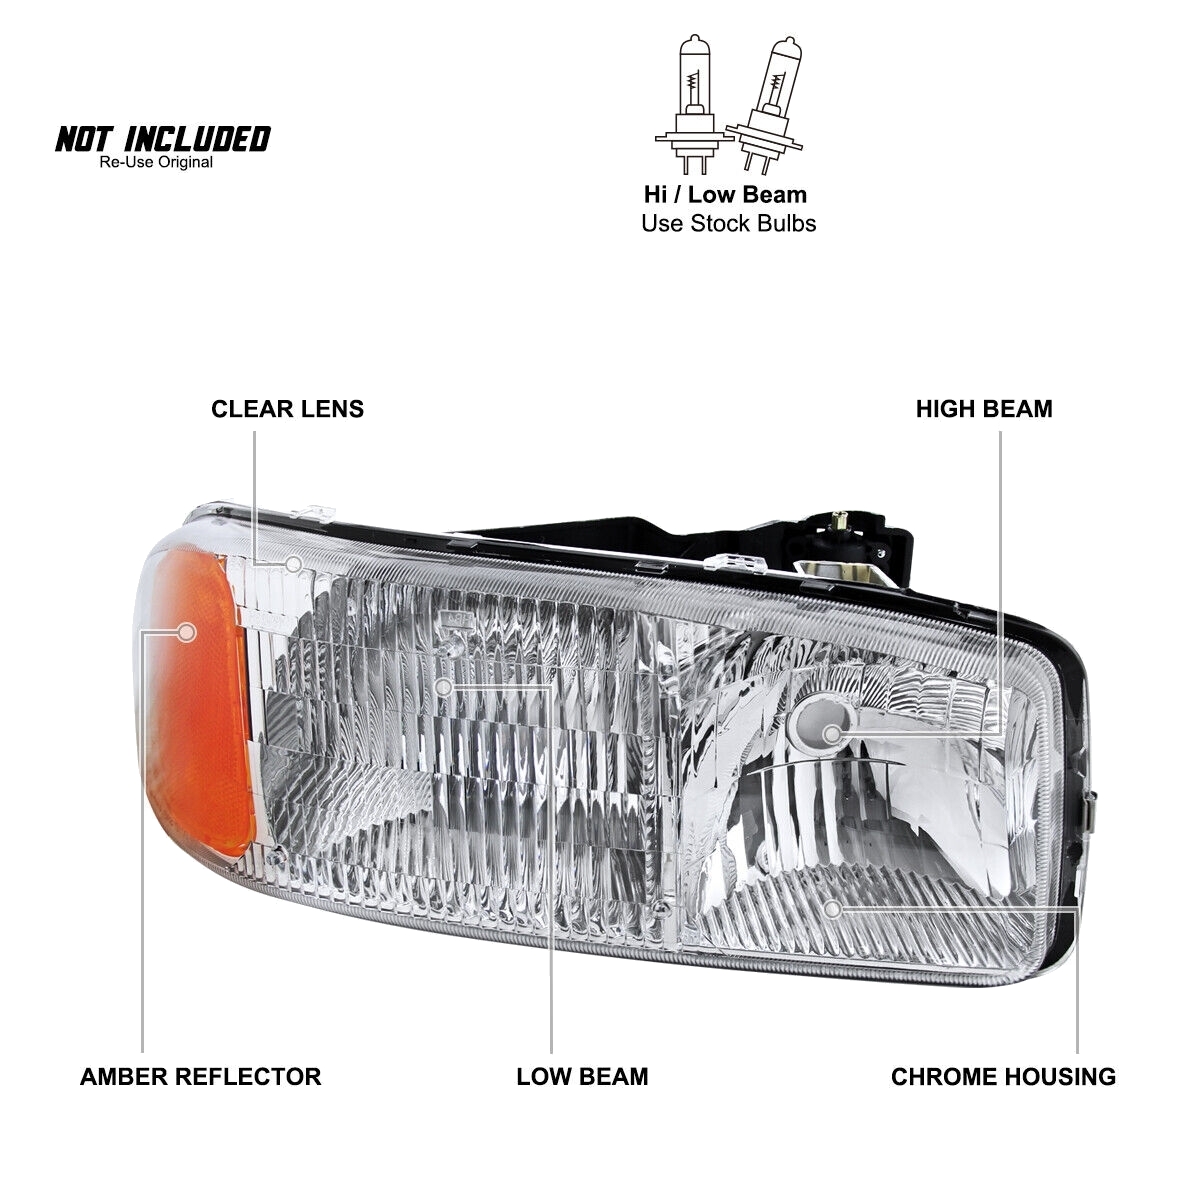 NOT INCLUDED
Re-Use Original
Hi / Low Beam
Use Stock Bulbs
CLEAR LENS
HIGH BEAM
AMBER REFLECTOR
LOW BEAM
CHROME HOUSING